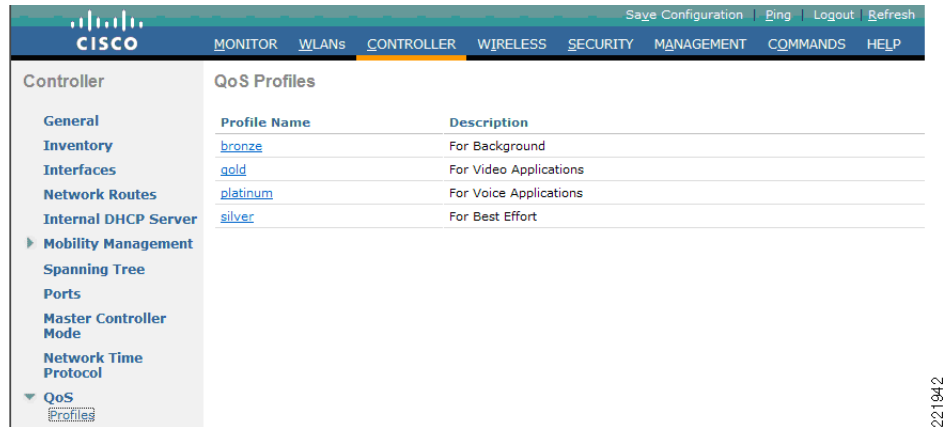 Save Configuration | Ping | Logout | Refresh
CISCO
MONITOR WLANs CONTROLLER WIRELESS SECURITY MANAGEMENT COMMANDS HELP
Controller
General
Inventory
Interfaces
Network Routes
Internal DHCP Server
Mobility Management
Spanning Tree
Ports
Master Controller
Mode
Network Time
Protocol
QoS
Profiles
QoS Profiles
Profile Name Description
bronze For Background
gold For Video Applications
platinum For Voice Applications
silver For Best Effort
221942